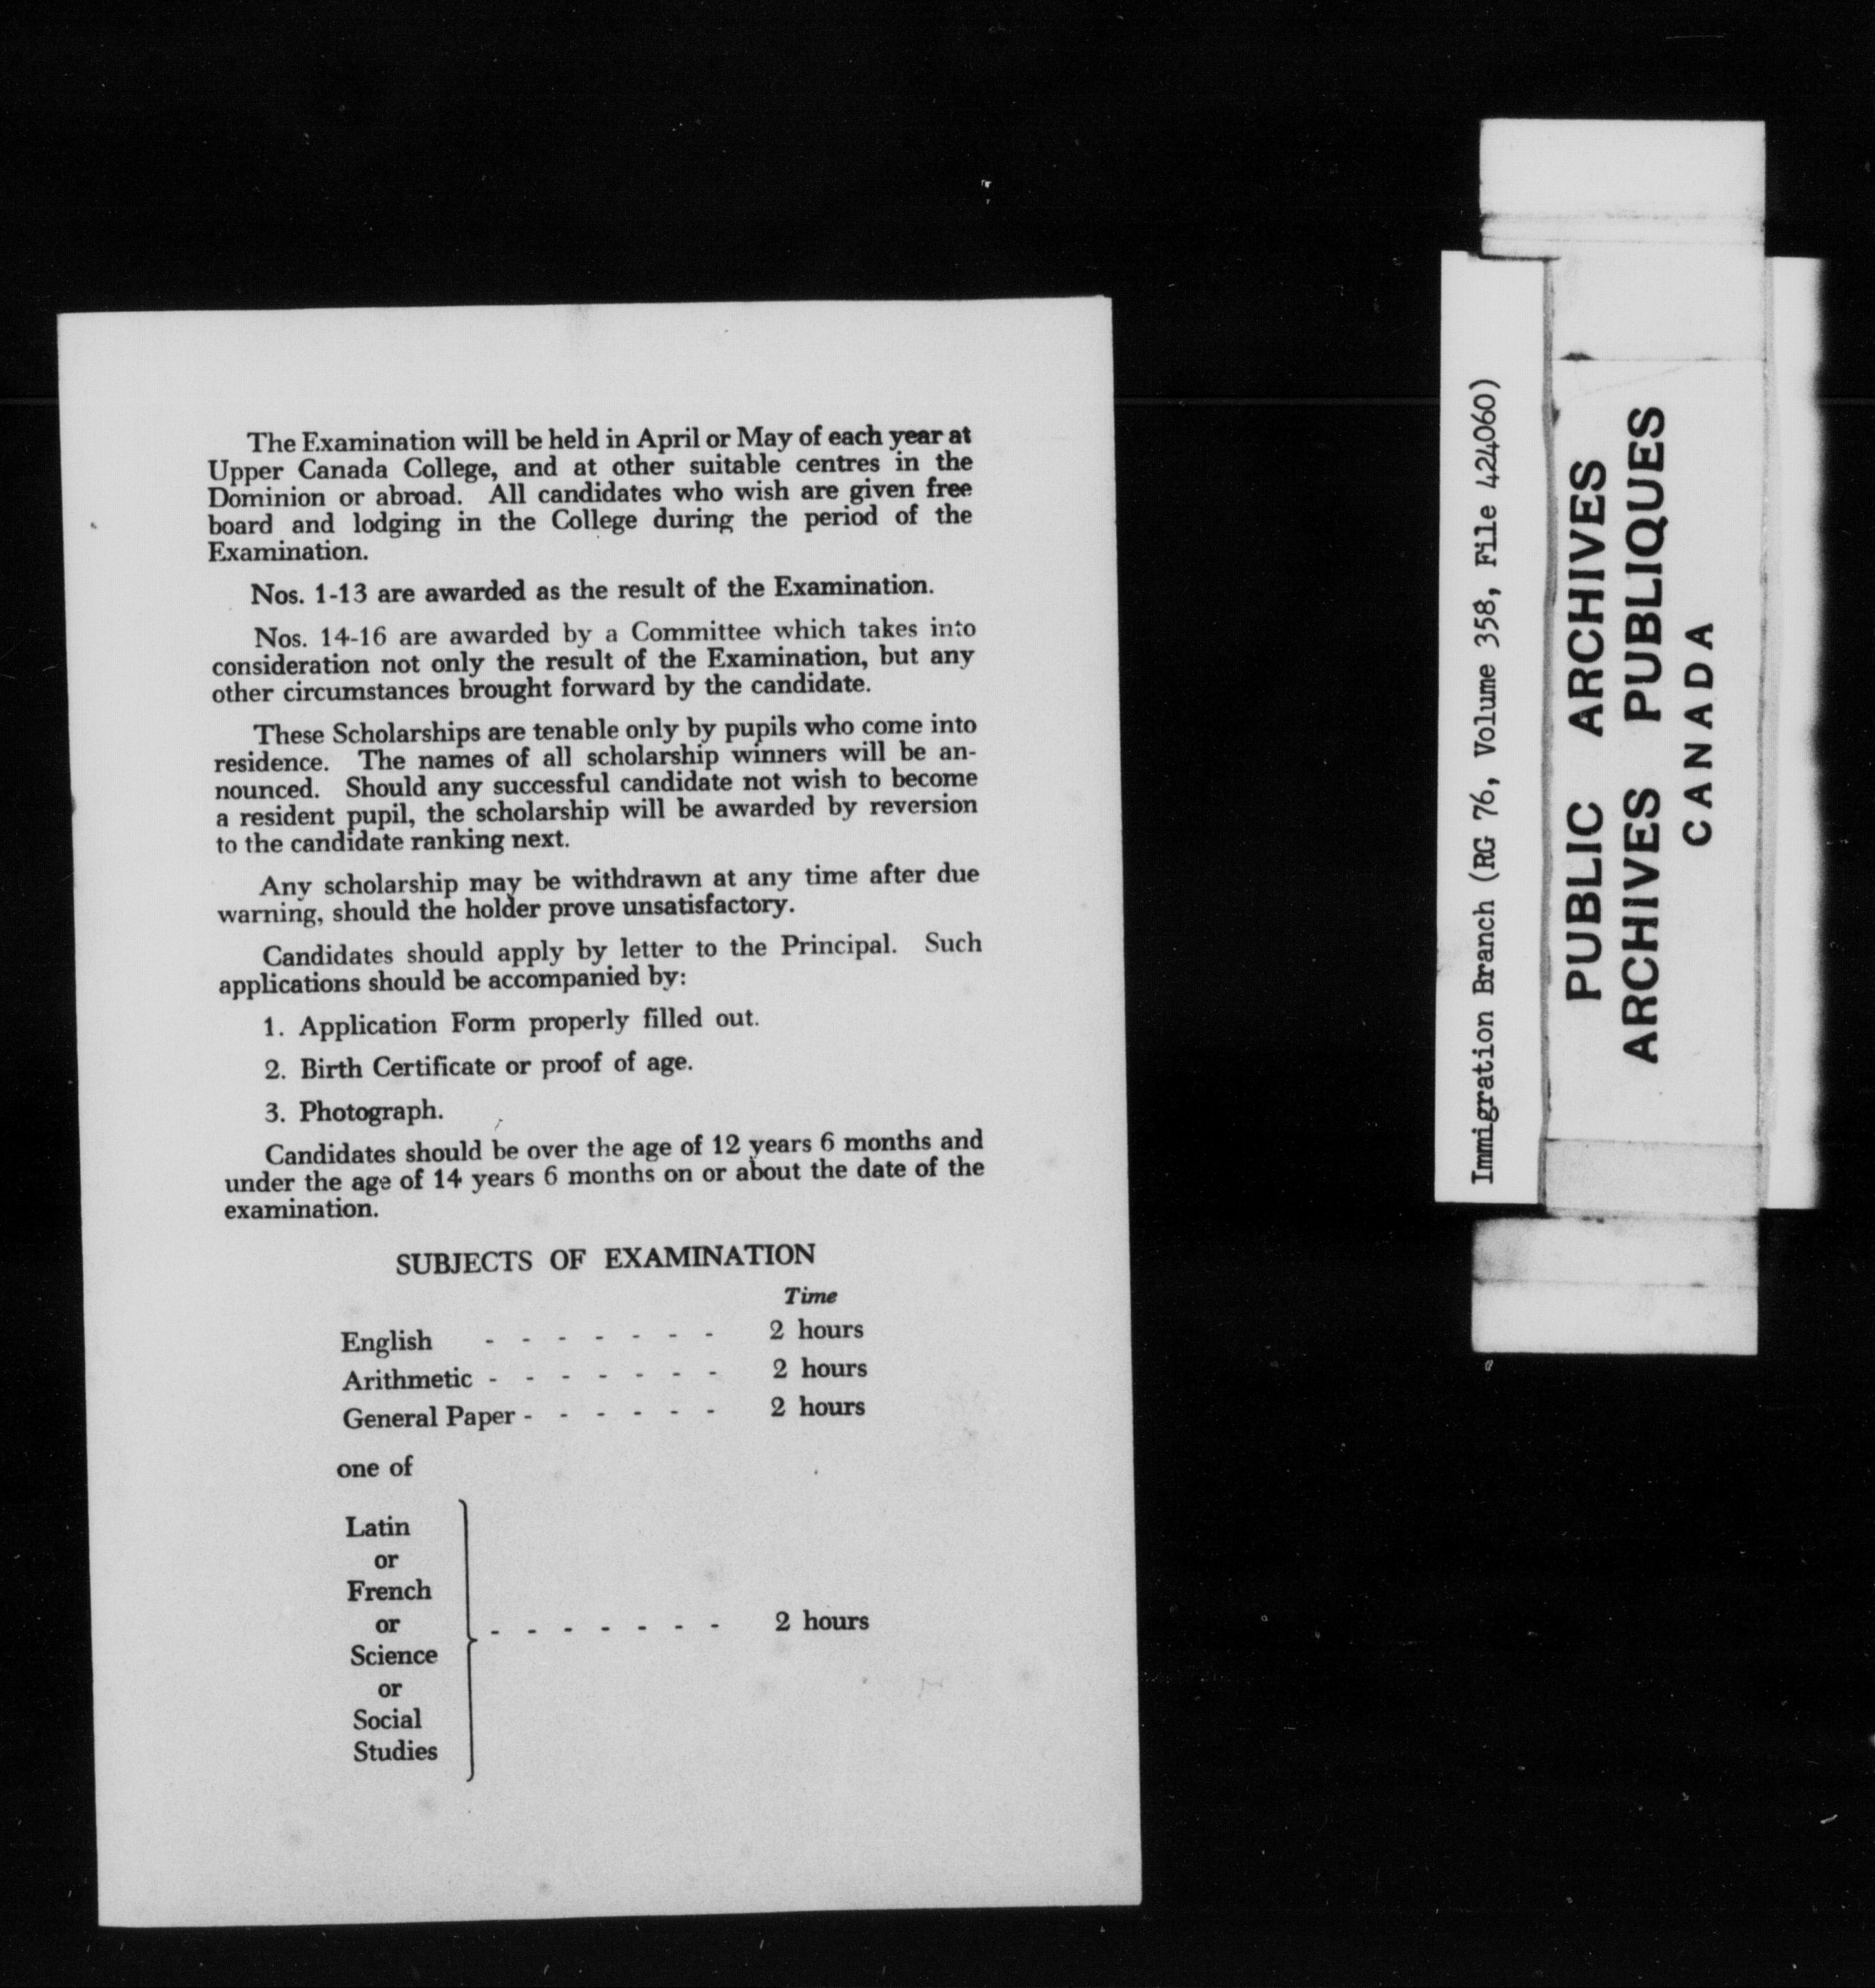 The Examination will be held in April or May of each year at
Upper Canada College, and at other suitable centres in the
Dominion or abroad. All candidates who wish are given free
board and lodging in the College during the period of the
Examination.
Nos. 1-13 are awarded as the result of the Examination.
Nos. 14-16 are awarded by a Committee which takes into
consideration not only the result of the Examination, but any
other circumstances brought forward by the candidate.
These Scholarships are tenable only by pupils who come into
residence. The names of all scholarship winners will be an-
nounced. Should any successful candidate not wish to become
a resident pupil, the scholarship will be awarded by reversion
to the candidate ranking next.
Any scholarship may be withdrawn at any time after due
warning, should the holder prove unsatisfactory.
Candidates should apply by letter to the Principal. Such
applications should be accompanied by:
1. Application Form properly filled out.
2. Birth Certificate or proof of age.
3. Photograph.
Candidates should be over the age of 12 years 6 months and
under the age of 14 years 6 months on or about the date of the
examination.
SUBJECTS OF EXAMINATION
Time
English - - - - - - - 2 hours
Arithmetic - - - - - - - 2 hours
General Paper - - - - - - 2 hours
one of
Latin
or
French
or
Science
or
Social
Studies
- - - - - - - 2 hours
Immigration Branch (RG 76, Volume 358, File 424060)
PUBLIC ARCHIVES
ARCHIVES PUBLIQUES
CANADA